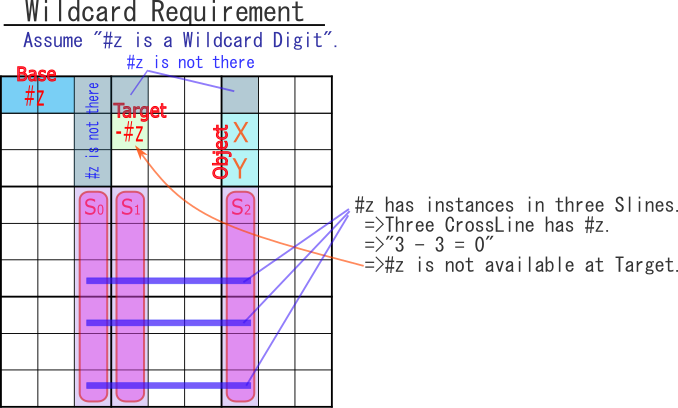 Wildcard Requirement
Assume "#z is a Wildcard Digit".
#z is not there
Base
#z
#z is not there
Target
-#z
Object
X
Y
S0
S1
S2
#z has instances in three Slines.
=>Three CrossLine has #z.
=>"3 - 3 = 0"
=>#z is not available at Target.